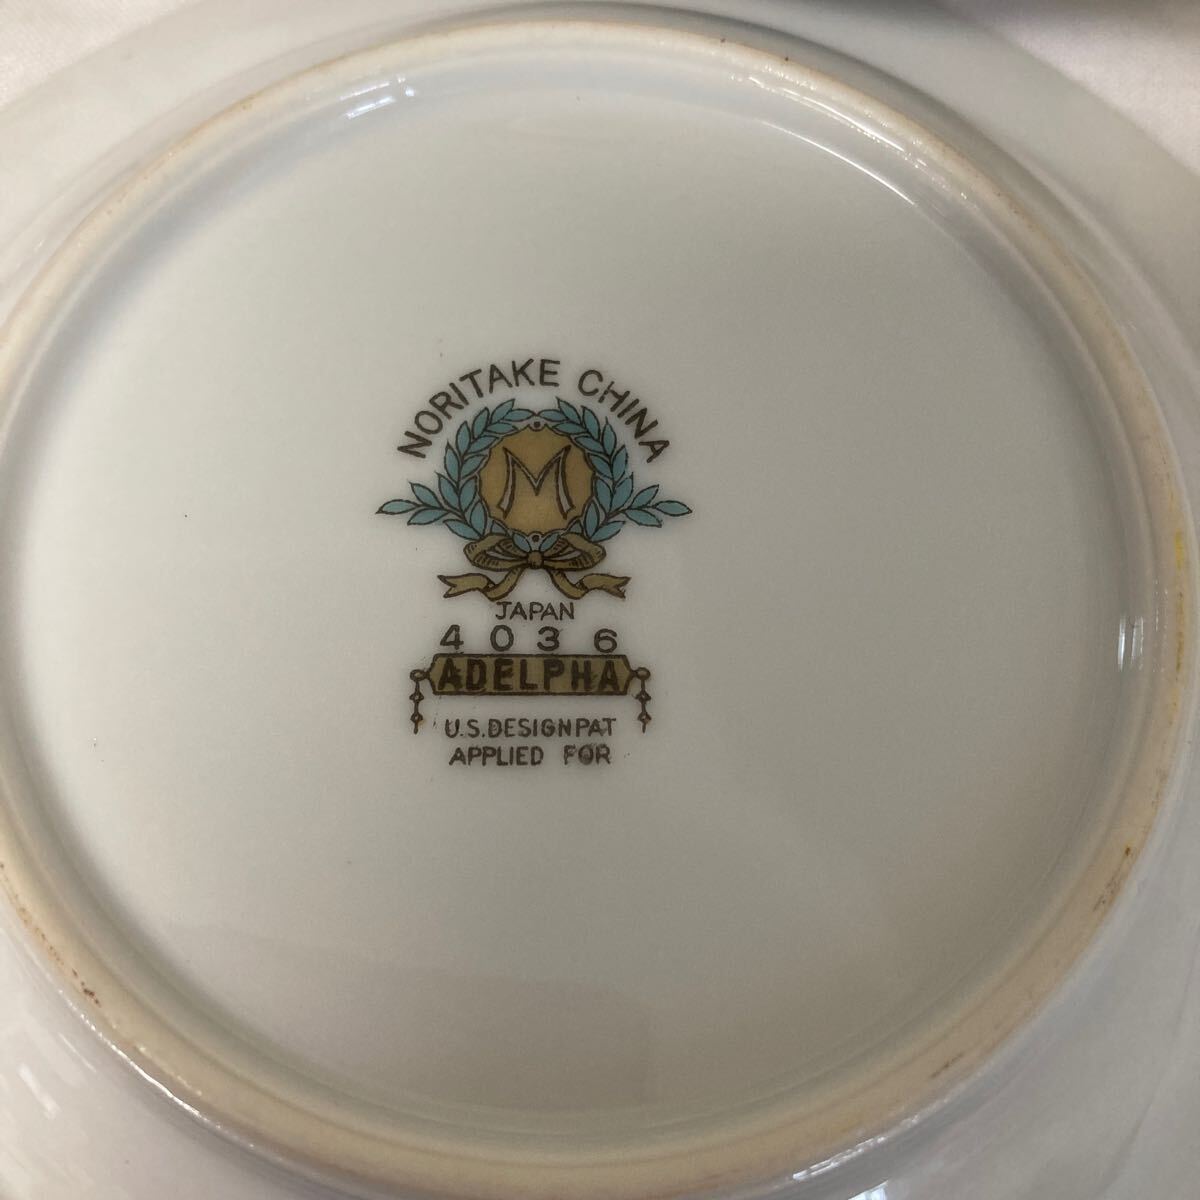 NORITAKE CHINA
M
JAPAN
4036
ADELPHA
U.S.DESIGNPAT
APPLIED FOR